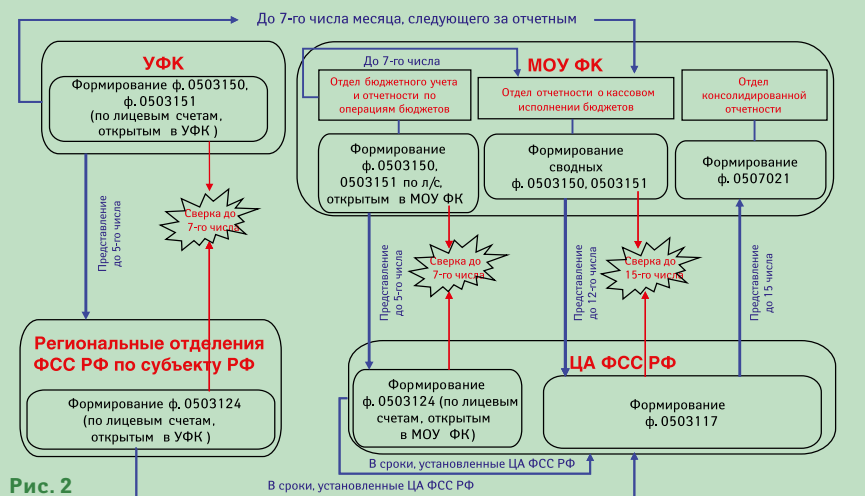 До 7-го числа месяца, следующего за отчетным
УФК
Формирование ф. 0503150,
ф. 0503151
(по лицевым счетам,
открытым в УФК )
Представление
до 5-го числа
Сверка до
7-го числа
Региональные отделения
ФСС РФ по субъекту РФ
Формирование ф. 0503124
(по лицевым счетам,
открытым в УФК )
До 7-го числа
МОУ ФК
Отдел бюджетного учета
и отчетности по
операциям бюджетов
Отдел отчетности о кассовом
исполнении бюджетов
Отдел
консолидированной
отчетности
Формирование
ф. 0503150,
0503151 по л/с,
открытым в МОУ ФК
Формирование
сводных
ф. 0503150, 0503151
Формирование
ф. 0507021
Представление
до 5-го числа
Сверка до
7-го числа
Представление
до 12-го числа
Сверка до
15-го числа
Представление
до 15 числа
ЦА ФСС РФ
Формирование
ф. 0503124 (по лицевым
счетам, открытым
в МОУ ФК)
Формирование
ф. 0503117
В сроки, установленные ЦА ФСС РФ
В сроки, установленные ЦА ФСС РФ
Рис. 2